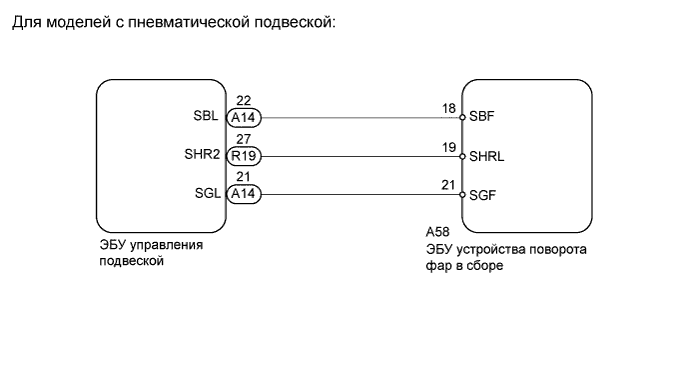 Для моделей с пневматической подвеской:
22
SBL A14 18 SBF
27
SHR2 R19 19 SHRL
21
SGL A14 21 SGF
A58
ЭБУ управления
подвеской
ЭБУ устройства поворота
фар в сборе